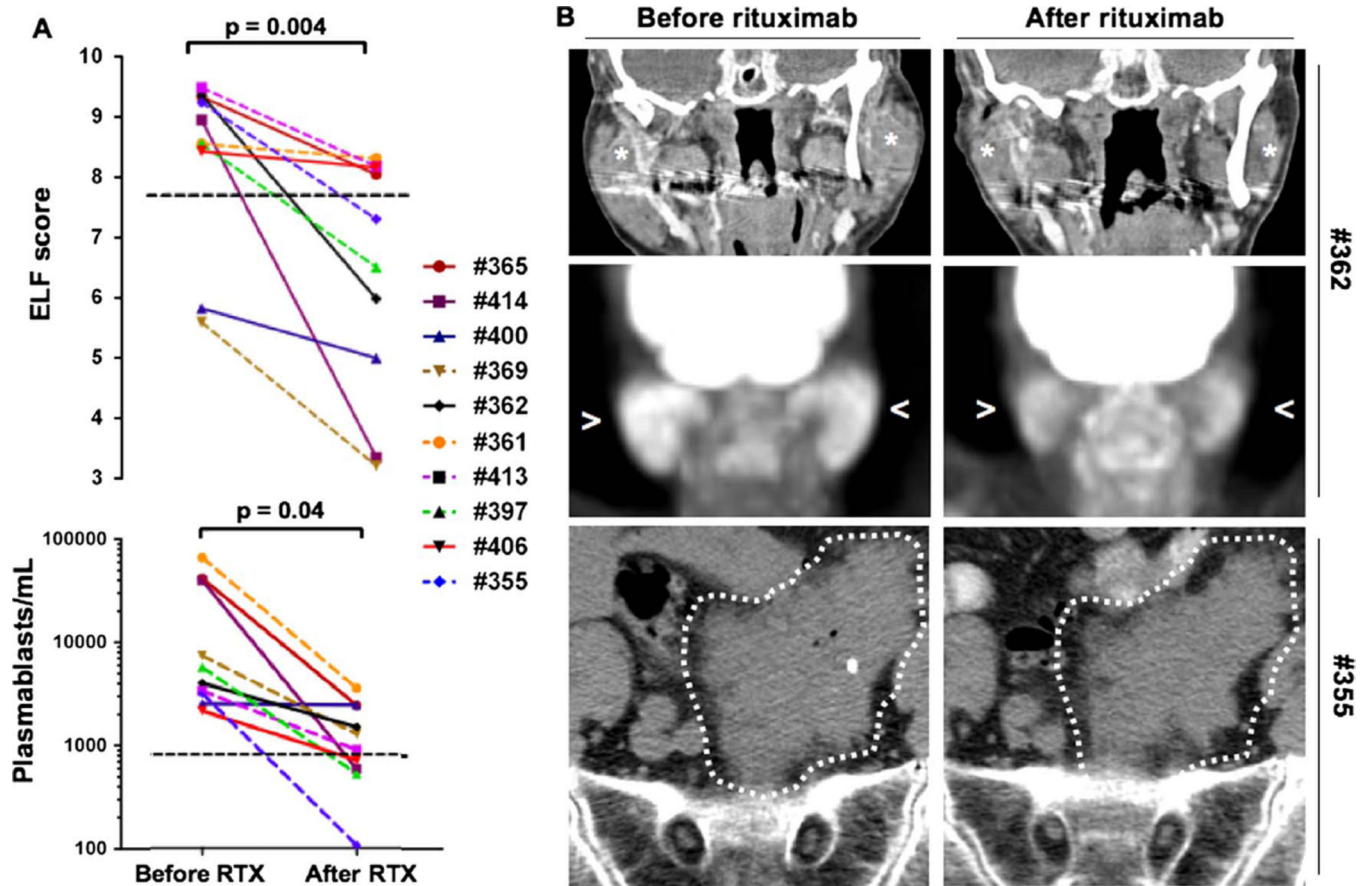 A
p = 0.004
10
9
8
7
6
5
4
3
ELF score
#365
#414
#400
#369
#362
#361
#413
#397
#406
#355
p = 0.04
100000
10000
1000
100
Plasmablasts/mL
Before RTX After RTX
B
Before rituximab After rituximab
* * * *
> < > <
#362
#355